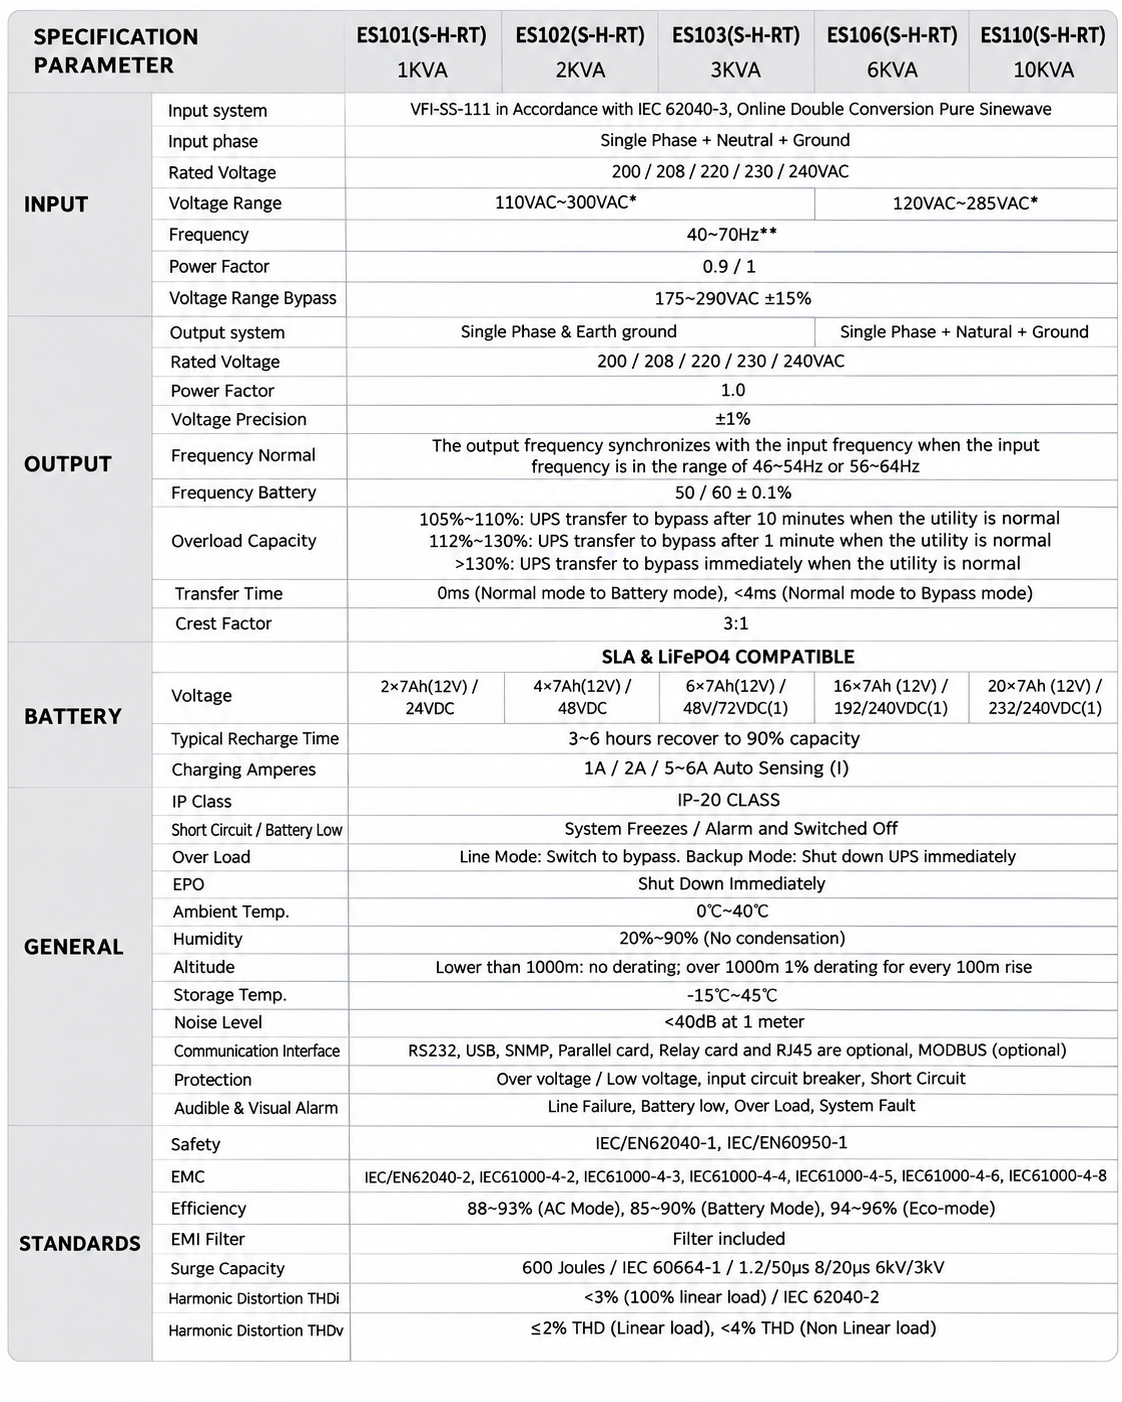 SPECIFICATION
PARAMETER
ES101(S-H-RT) ES102(S-H-RT) ES103(S-H-RT) ES106(S-H-RT) ES110(S-H-RT)
1KVA 2KVA 3KVA 6KVA 10KVA
INPUT
Input system VFI-SS-111 in Accordance with IEC 62040-3, Online Double Conversion Pure Sinewave
Input phase Single Phase + Neutral + Ground
Rated Voltage 200 / 208 / 220 / 230 / 240VAC
Voltage Range 110VAC~300VAC* 120VAC~285VAC*
Frequency 40~70Hz**
Power Factor 0.9 / 1
Voltage Range Bypass 175~290VAC ±15%
OUTPUT
Output system Single Phase & Earth ground Single Phase + Natural + Ground
Rated Voltage 200 / 208 / 220 / 230 / 240VAC
Power Factor 1.0
Voltage Precision ±1%
Frequency Normal The output frequency synchronizes with the input frequency when the input
frequency is in the range of 46~54Hz or 56~64Hz
Frequency Battery 50 / 60 ± 0.1%
Overload Capacity 105%~110%: UPS transfer to bypass after 10 minutes when the utility is normal
112%~130%: UPS transfer to bypass after 1 minute when the utility is normal
>130%: UPS transfer to bypass immediately when the utility is normal
Transfer Time 0ms (Normal mode to Battery mode), <4ms (Normal mode to Bypass mode)
Crest Factor 3:1
BATTERY
SLA & LiFePO4 COMPATIBLE
Voltage 2×7Ah(12V) / 4×7Ah(12V) / 6×7Ah(12V) / 16×7Ah (12V) / 20×7Ah (12V) /
24VDC 48VDC 48V/72VDC(1) 192/240VDC(1) 232/240VDC(1)
Typical Recharge Time 3~6 hours recover to 90% capacity
Charging Amperes 1A / 2A / 5~6A Auto Sensing (I)
GENERAL
IP Class IP-20 CLASS
Short Circuit / Battery Low System Freezes / Alarm and Switched Off
Over Load Line Mode: Switch to bypass. Backup Mode: Shut down UPS immediately
EPO Shut Down Immediately
Ambient Temp. 0℃~40℃
Humidity 20%~90% (No condensation)
Altitude Lower than 1000m: no derating; over 1000m 1% derating for every 100m rise
Storage Temp. -15℃~45℃
Noise Level <40dB at 1 meter
Communication Interface RS232, USB, SNMP, Parallel card, Relay card and RJ45 are optional, MODBUS (optional)
Protection Over voltage / Low voltage, input circuit breaker, Short Circuit
Audible & Visual Alarm Line Failure, Battery low, Over Load, System Fault
STANDARDS
Safety IEC/EN62040-1, IEC/EN60950-1
EMC IEC/EN62040-2, IEC61000-4-2, IEC61000-4-3, IEC61000-4-4, IEC61000-4-5, IEC61000-4-6, IEC61000-4-8
Efficiency 88~93% (AC Mode), 85~90% (Battery Mode), 94~96% (Eco-mode)
EMI Filter Filter included
Surge Capacity 600 Joules / IEC 60664-1 / 1.2/50µs 8/20µs 6kV/3kV
Harmonic Distortion THDi <3% (100% linear load) / IEC 62040-2
Harmonic Distortion THDv ≤2% THD (Linear load), <4% THD (Non Linear load)